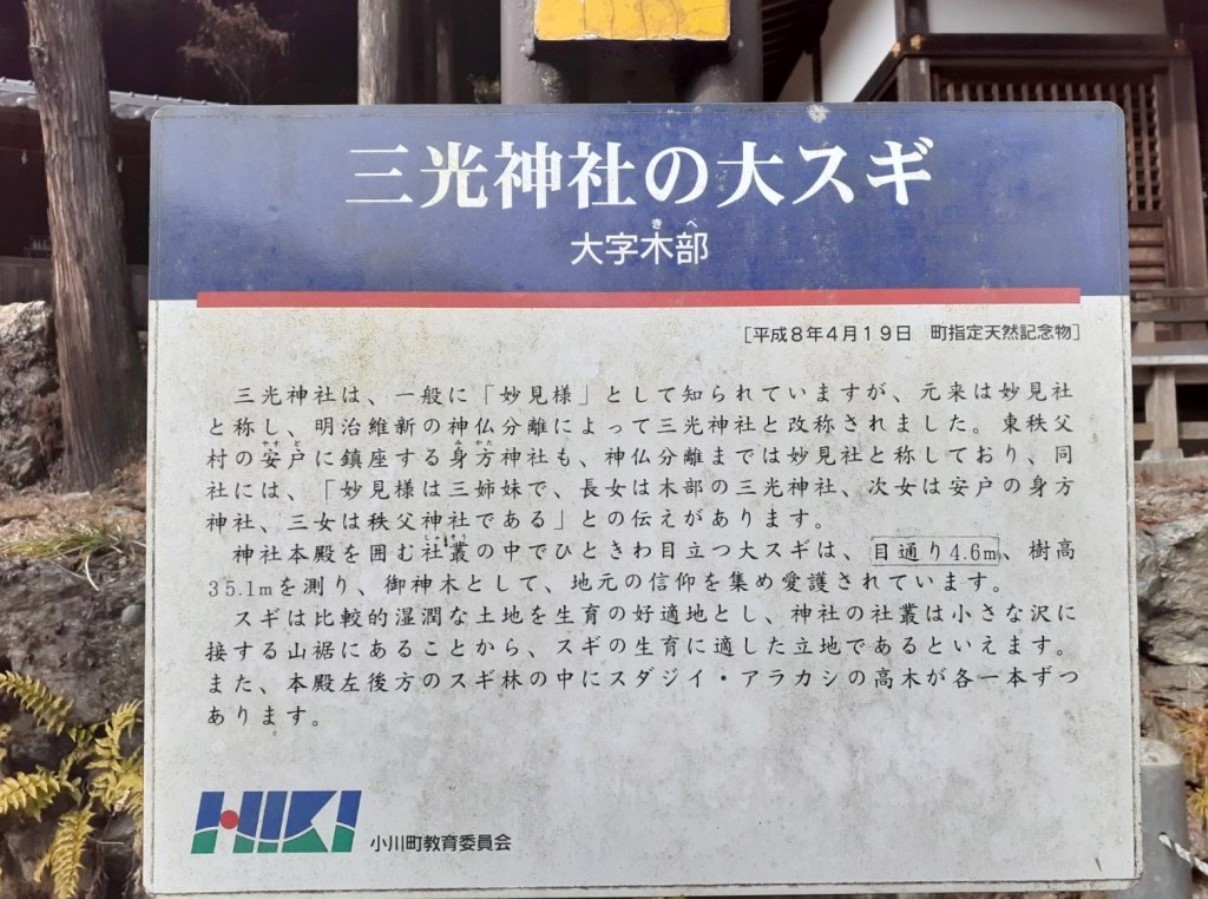 三光神社の大スギ
きべ
大字木部
[平成8年4月19日 町指定天然記念物]
三光神社は、一般に「妙見様」として知られていますが、元来は妙見社
と称し、明治維新の神仏分離によって三光神社と改称されました。東秩父
やすど みかた
村の安戸に鎮座する身方神社も、神仏分離までは妙見社と称しており、同
社には、「妙見様は三姉妹で、長女は木部の三光神社、次女は安戸の身方
神社、三女は秩父神社である」との伝えがあります。
しゃそう
神社本殿を囲む社叢の中でひときわ目立つ大スギは、目通り4.6m、樹高
35.1mを測り、御神木として、地元の信仰を集め愛護されています。
スギは比較的湿潤な土地を生育の好適地とし、神社の社叢は小さな沢に
接する山裾にあることから、スギの生育に適した立地であるといえます。
また、本殿左後方のスギ林の中にスダジイ・アラカシの高木が各一本ずつ
あります。
HIKI 小川町教育委員会